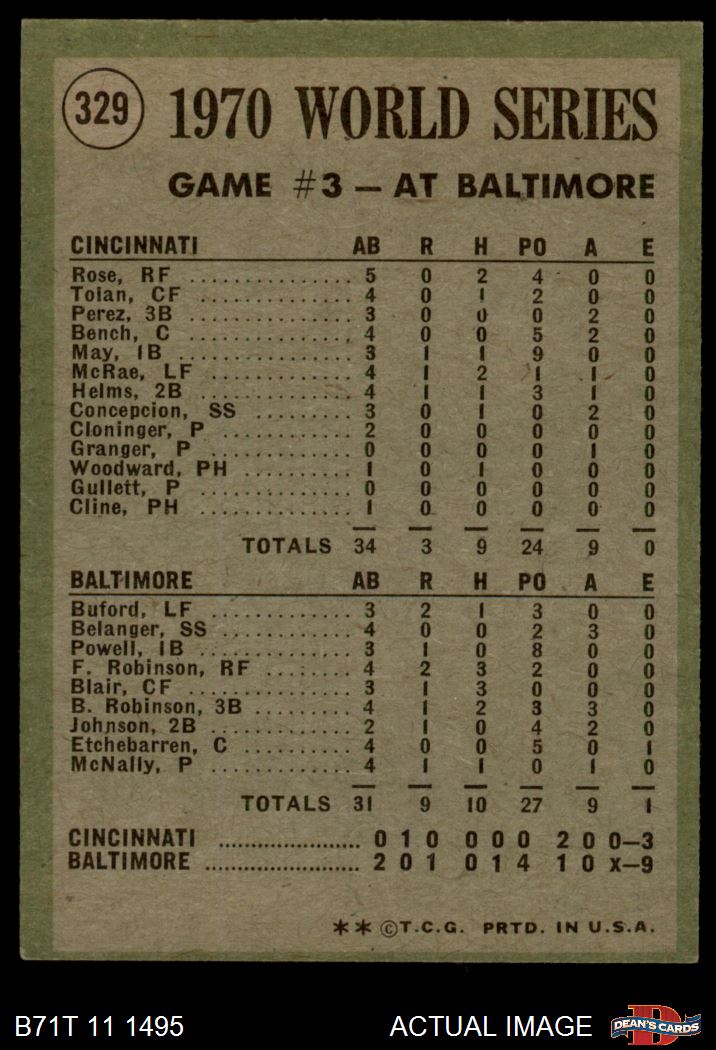 329 1970 WORLD SERIES
GAME #3 — AT BALTIMORE
CINCINNATI AB R H PO A E
Rose, RF .............. 5 0 2 4 0 0
Tolan, CF ............. 4 0 1 2 0 0
Perez, 3B ............. 3 0 0 0 2 0
Bench, C .............. 4 0 0 5 2 0
May, 1B ............... 3 1 1 9 0 0
McRae, LF ............. 4 1 2 1 1 0
Helms, 2B ............. 4 1 1 3 1 0
Concepcion, SS ......... 3 0 1 0 2 0
Cloninger, P ........... 2 0 0 0 0 0
Granger, P ............. 0 0 0 0 1 0
Woodward, PH ........... 1 0 1 0 0 0
Gullett, P ............. 0 0 0 0 0 0
Cline, PH .............. 1 0 0 0 0 0
TOTALS 34 3 9 24 9 0
BALTIMORE AB R H PO A E
Buford, LF ............. 3 2 1 3 0 0
Belanger, SS ........... 4 0 0 2 3 0
Powell, 1B ............. 3 1 0 8 0 0
F. Robinson, RF ........ 4 2 3 2 0 0
Blair, CF .............. 3 1 3 0 0 0
B. Robinson, 3B ........ 4 1 2 3 3 0
Johnson, 2B ............ 2 1 0 4 2 0
Etchebarren, C ......... 4 0 0 5 0 1
McNally, P ............. 4 1 1 0 1 0
TOTALS 31 9 10 27 9 1
CINCINNATI ...................... 0 1 0 0 0 0 2 0 0—3
BALTIMORE ........................ 2 0 1 0 1 4 1 0 X—9
** ©T.C.G. PRTD. IN U.S.A.
B71T 11 1495 ACTUAL IMAGE DEAN'S CARDS